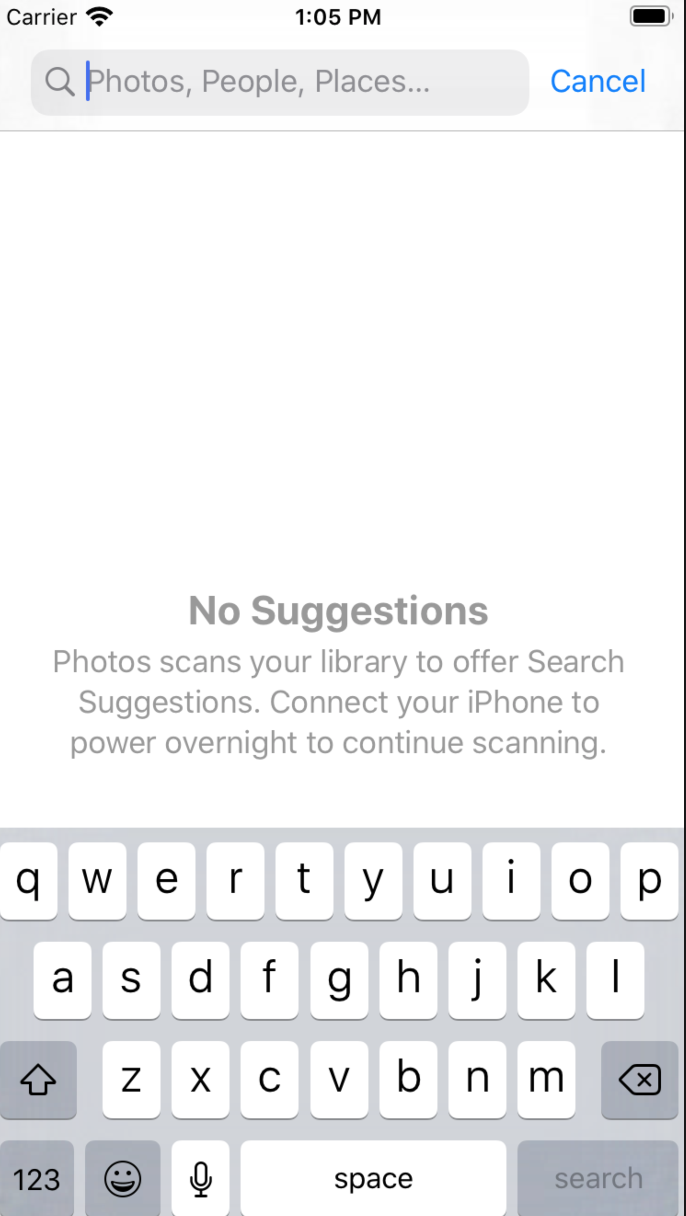 Carrier 1:05 PM
Photos, People, Places... Cancel
No Suggestions
Photos scans your library to offer Search
Suggestions. Connect your iPhone to
power overnight to continue scanning.
q w e r t y u i o p
a s d f g h j k l
z x c v b n m
123 space search